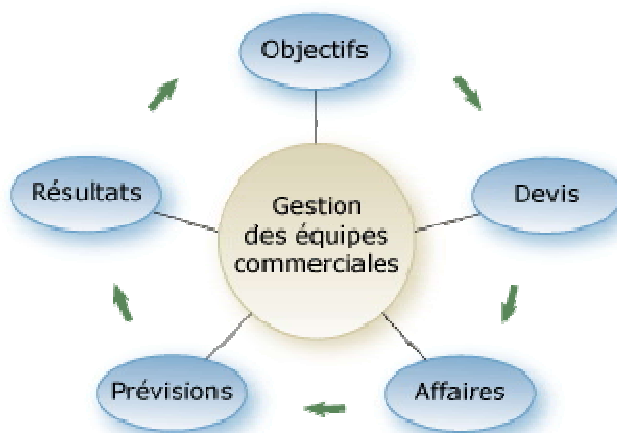 Objectifs
Résultats
Devis
Gestion
des équipes
commerciales
Prévisions
Affaires